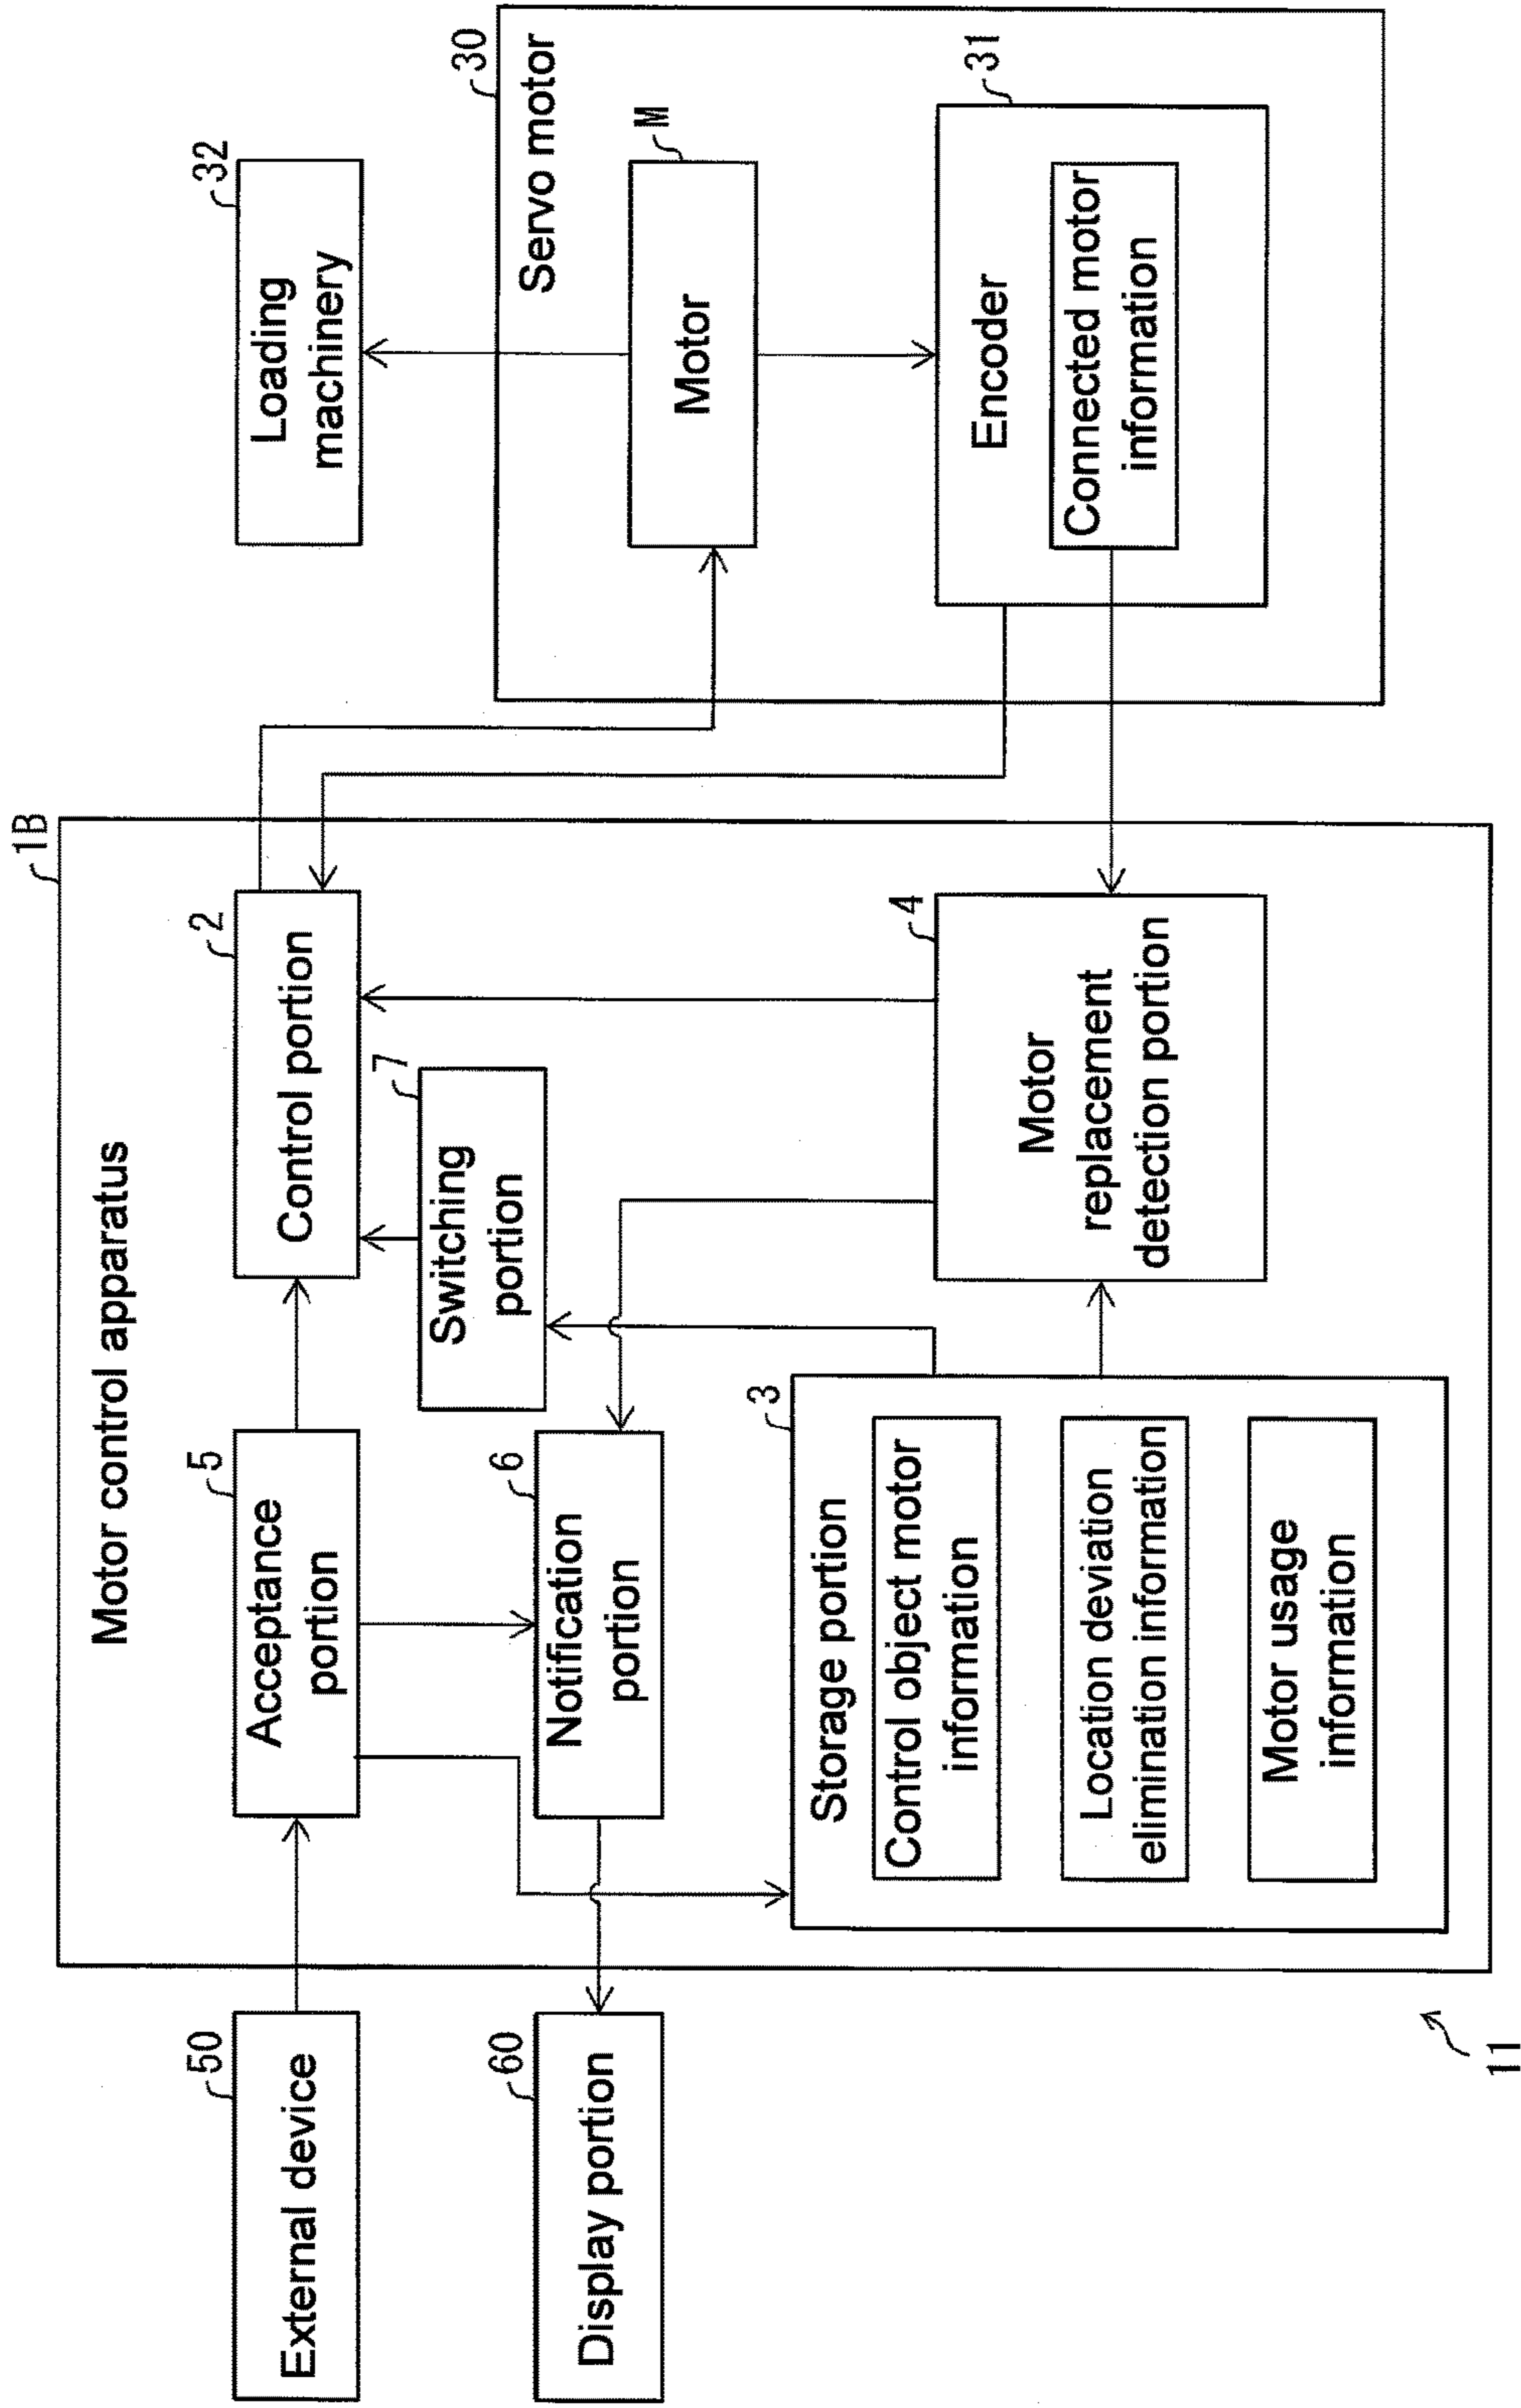 1B
Motor control apparatus
50
External device
5
Acceptance
portion
2
Control portion
32
Loading
machinery
7
Switching
portion
60
Display portion
6
Notification
portion
30
Servo motor
M
Motor
3
Storage portion
Control object motor
information
Location deviation
elimination information
Motor usage
information
4
Motor
replacement
detection portion
31
Encoder
Connected motor
information
11